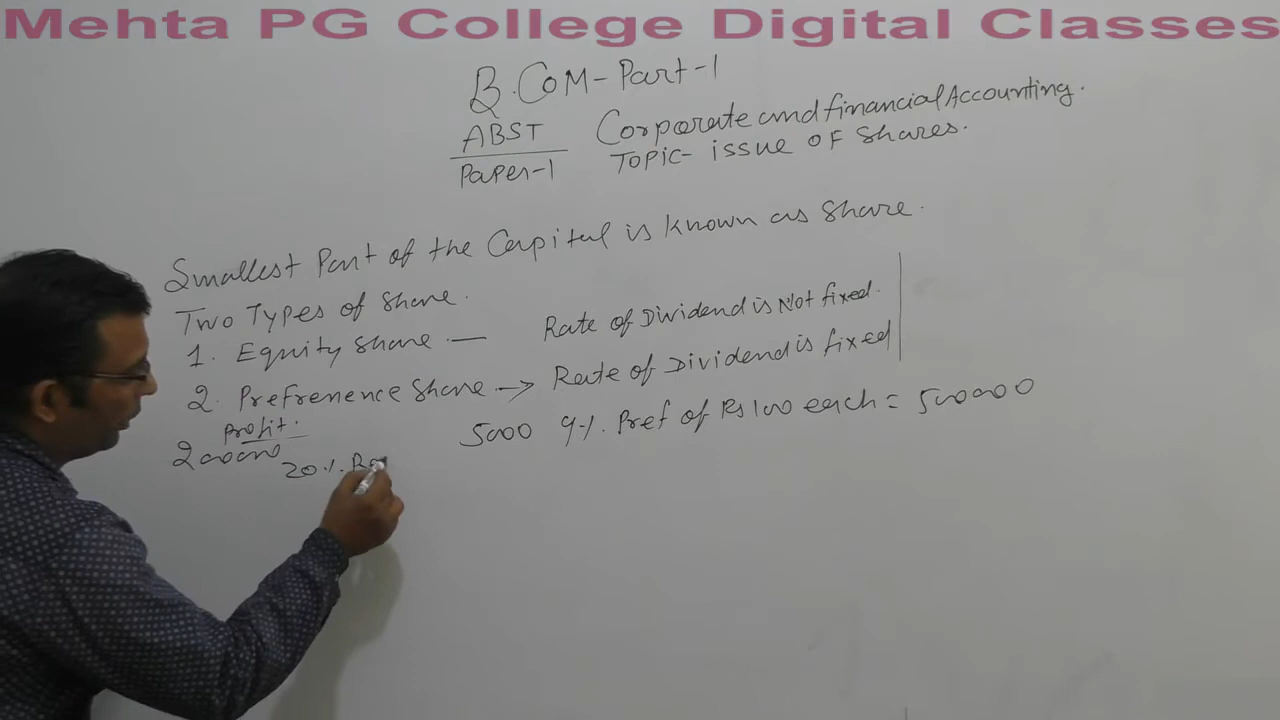 Mehta PG College Digital Classes
B.COM-Part-1
ABST Corporate and financial Accounting.
Paper-1 Topic- issue of Shares.
Smallest Part of the Capital is known as Share.
Two Types of Share.
1. Equity Share — Rate of Dividend is Not fixed.
2. Prefrenence Share → Rate of Dividend is fixed
5000 9%. Pref of Rs 100 each = 500000
Profit.
200000
20%.